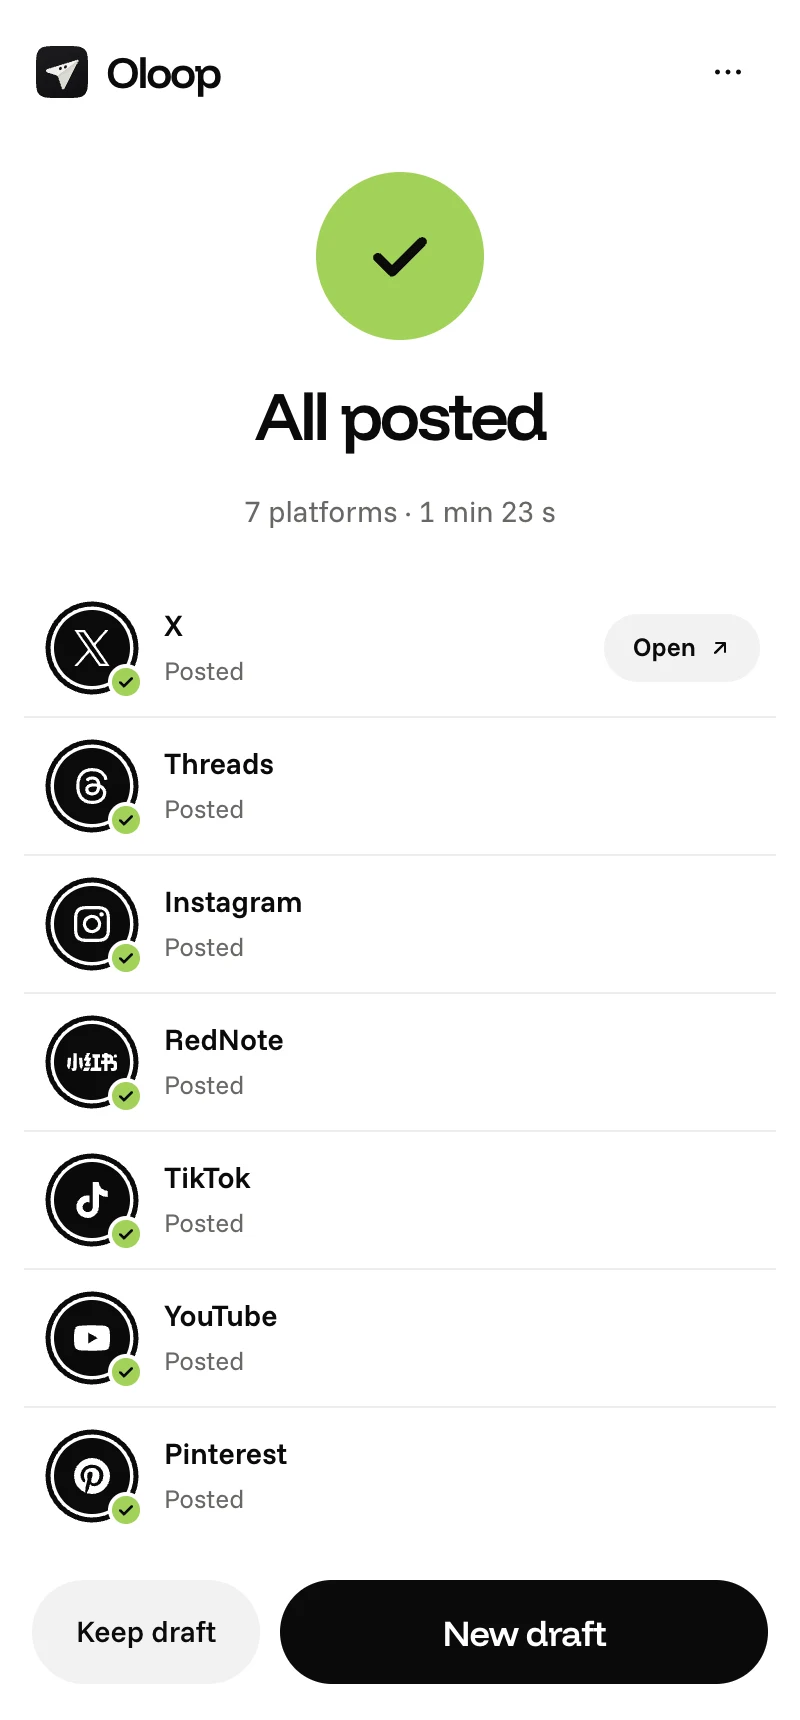 Oloop
All posted
7 platforms · 1 min 23 s
X
Posted
Open
Threads
Posted
Instagram
Posted
小红书
RedNote
Posted
TikTok
Posted
YouTube
Posted
Pinterest
Posted
Keep draft
New draft